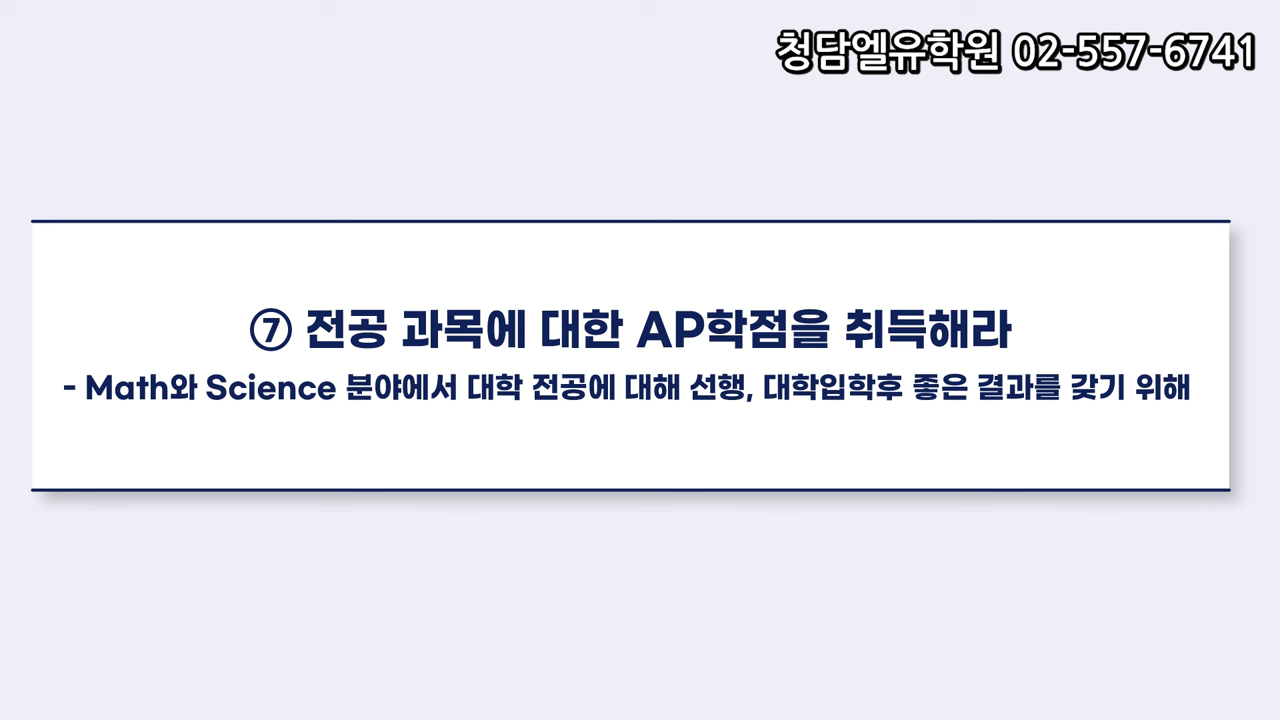 청담엘유학원 02-557-6741
⑦ 전공 과목에 대한 AP학점을 취득해라
- Math와 Science 분야에서 대학 전공에 대해 선행, 대학입학후 좋은 결과를 갖기 위해